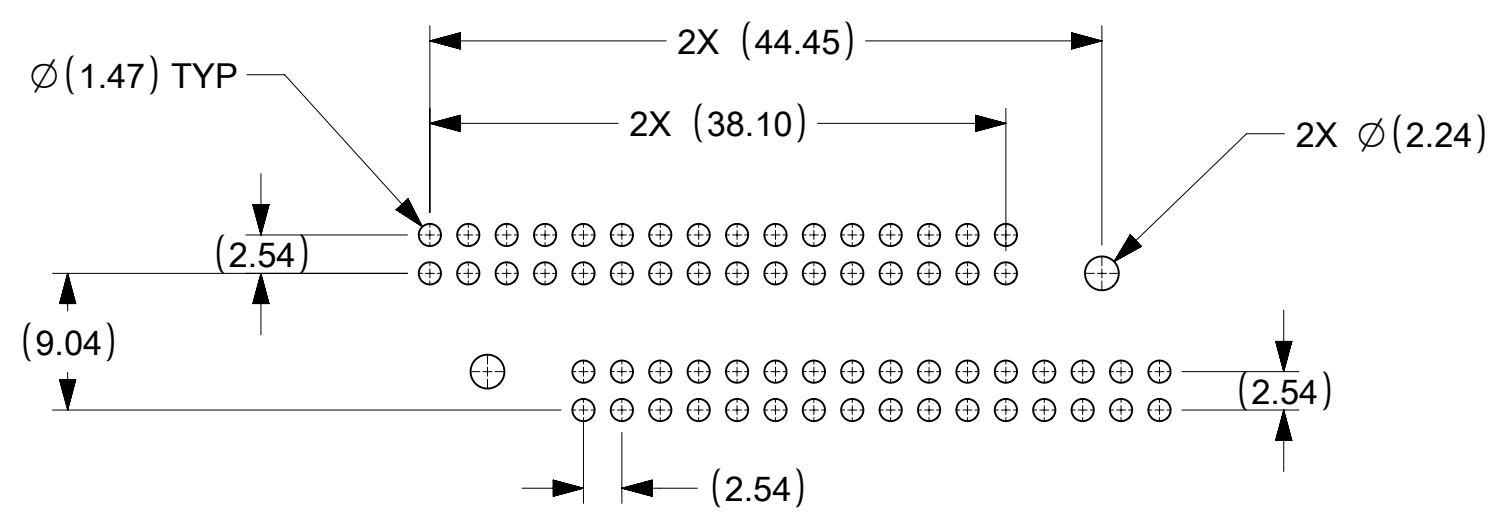 2X (44.45)
Ø(1.47) TYP
2X (38.10)
2X Ø(2.24)
(2.54)
(9.04)
(2.54)
(2.54)